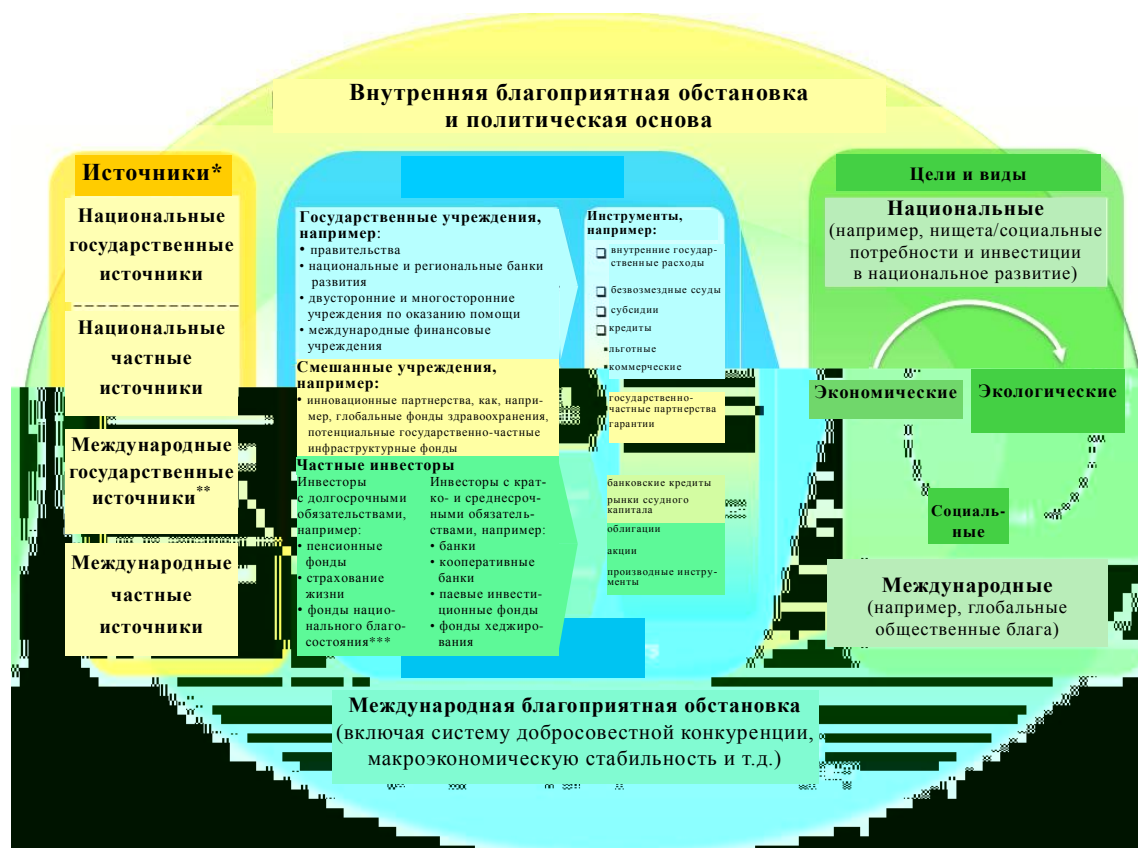 Внутренняя благоприятная обстановка
и политическая основа
Источники*
Национальные
государственные
источники
Национальные
частные
источники
Международные
государственные
источники**
Международные
частные
источники
Государственные учреждения,
например:
• правительства
• национальные и региональные банки
развития
• двусторонние и многосторонние
учреждения по оказанию помощи
• международные финансовые
учреждения
Смешанные учреждения,
например:
• инновационные партнерства, как, напри-
мер, глобальные фонды здравоохранения,
потенциальные государственно-частные
инфраструктурные фонды
Частные инвесторы
Инвесторы
с долгосрочными
обязательствами,
например:
• пенсионные
фонды
• страхование
жизни
• фонды нацио-
нального благо-
состояния***
Инвесторы с крат-
ко- и среднесроч-
ными обязатель-
ствами, например:
• банки
• кооперативные
банки
• паевые инвести-
ционные фонды
• фонды хеджиро-
вания
Инструменты,
например:
❑ внутренние государ-
ственные расходы
❑ безвозмездные ссуды
❑ субсидии
❑ кредиты
▪льготные
▪коммерческие
государственно-
частные партнерства
гарантии
банковские кредиты
рынки ссудного
капитала
облигации
акции
производные инстру-
менты
Цели и виды
Национальные
(например, нищета/социальные
потребности и инвестиции
в национальное развитие)
Экономические
Экологические
Социаль-
ные
Международные
(например, глобальные
общественные блага)
Международная благоприятная обстановка
(включая систему добросовестной конкуренции,
макроэкономическую стабильность и т.д.)